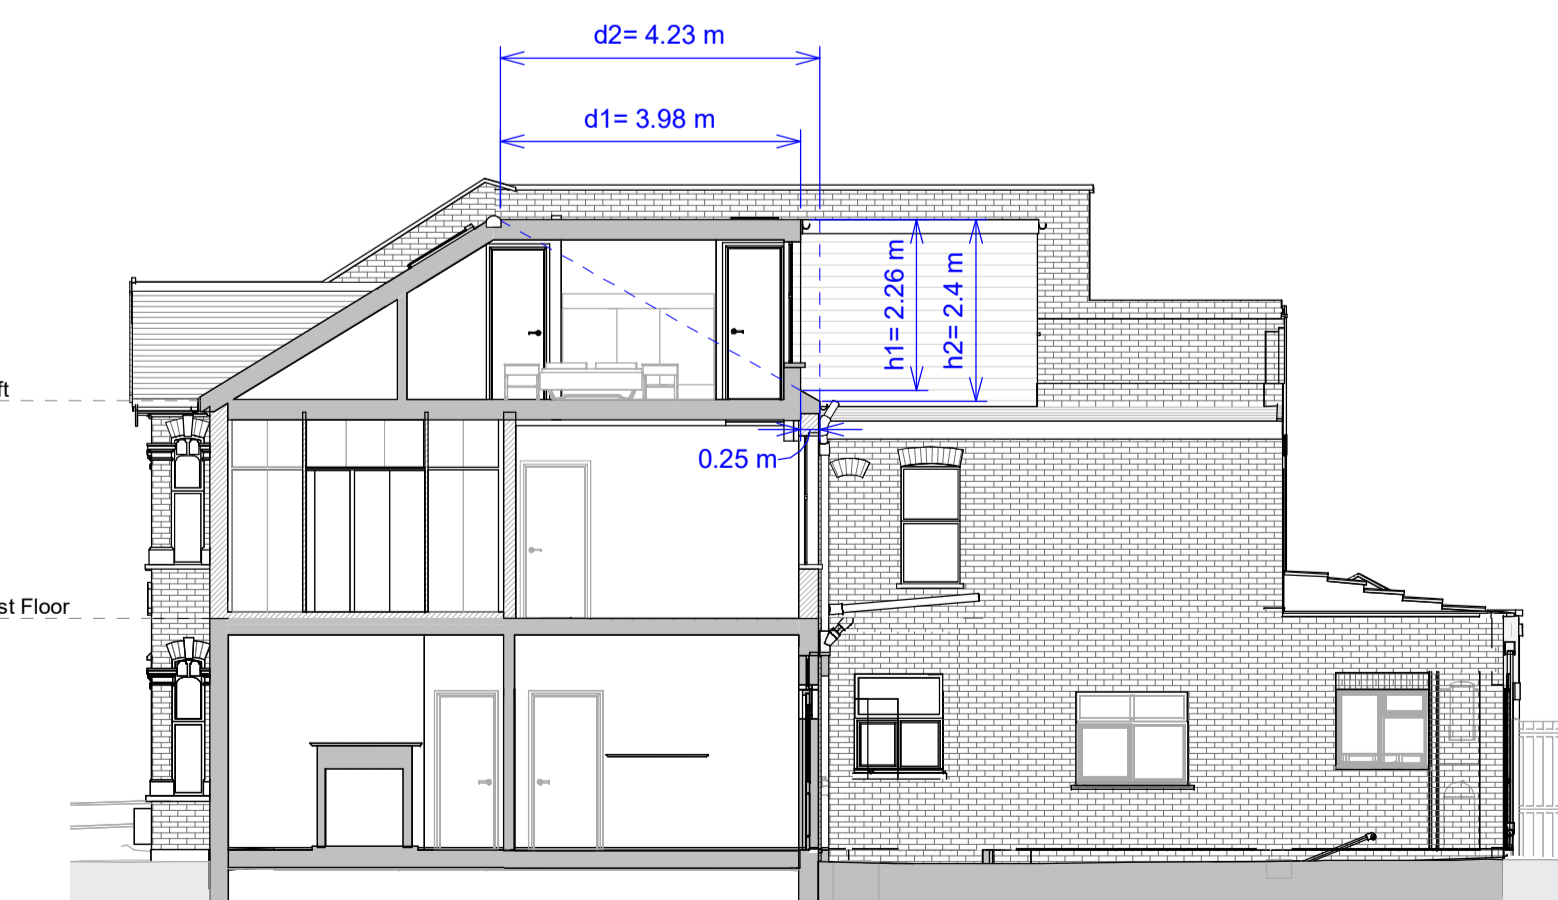 d2= 4.23 m
d1= 3.98 m
h1= 2.26 m
h2= 2.4 m
ft
0.25 m
st Floor